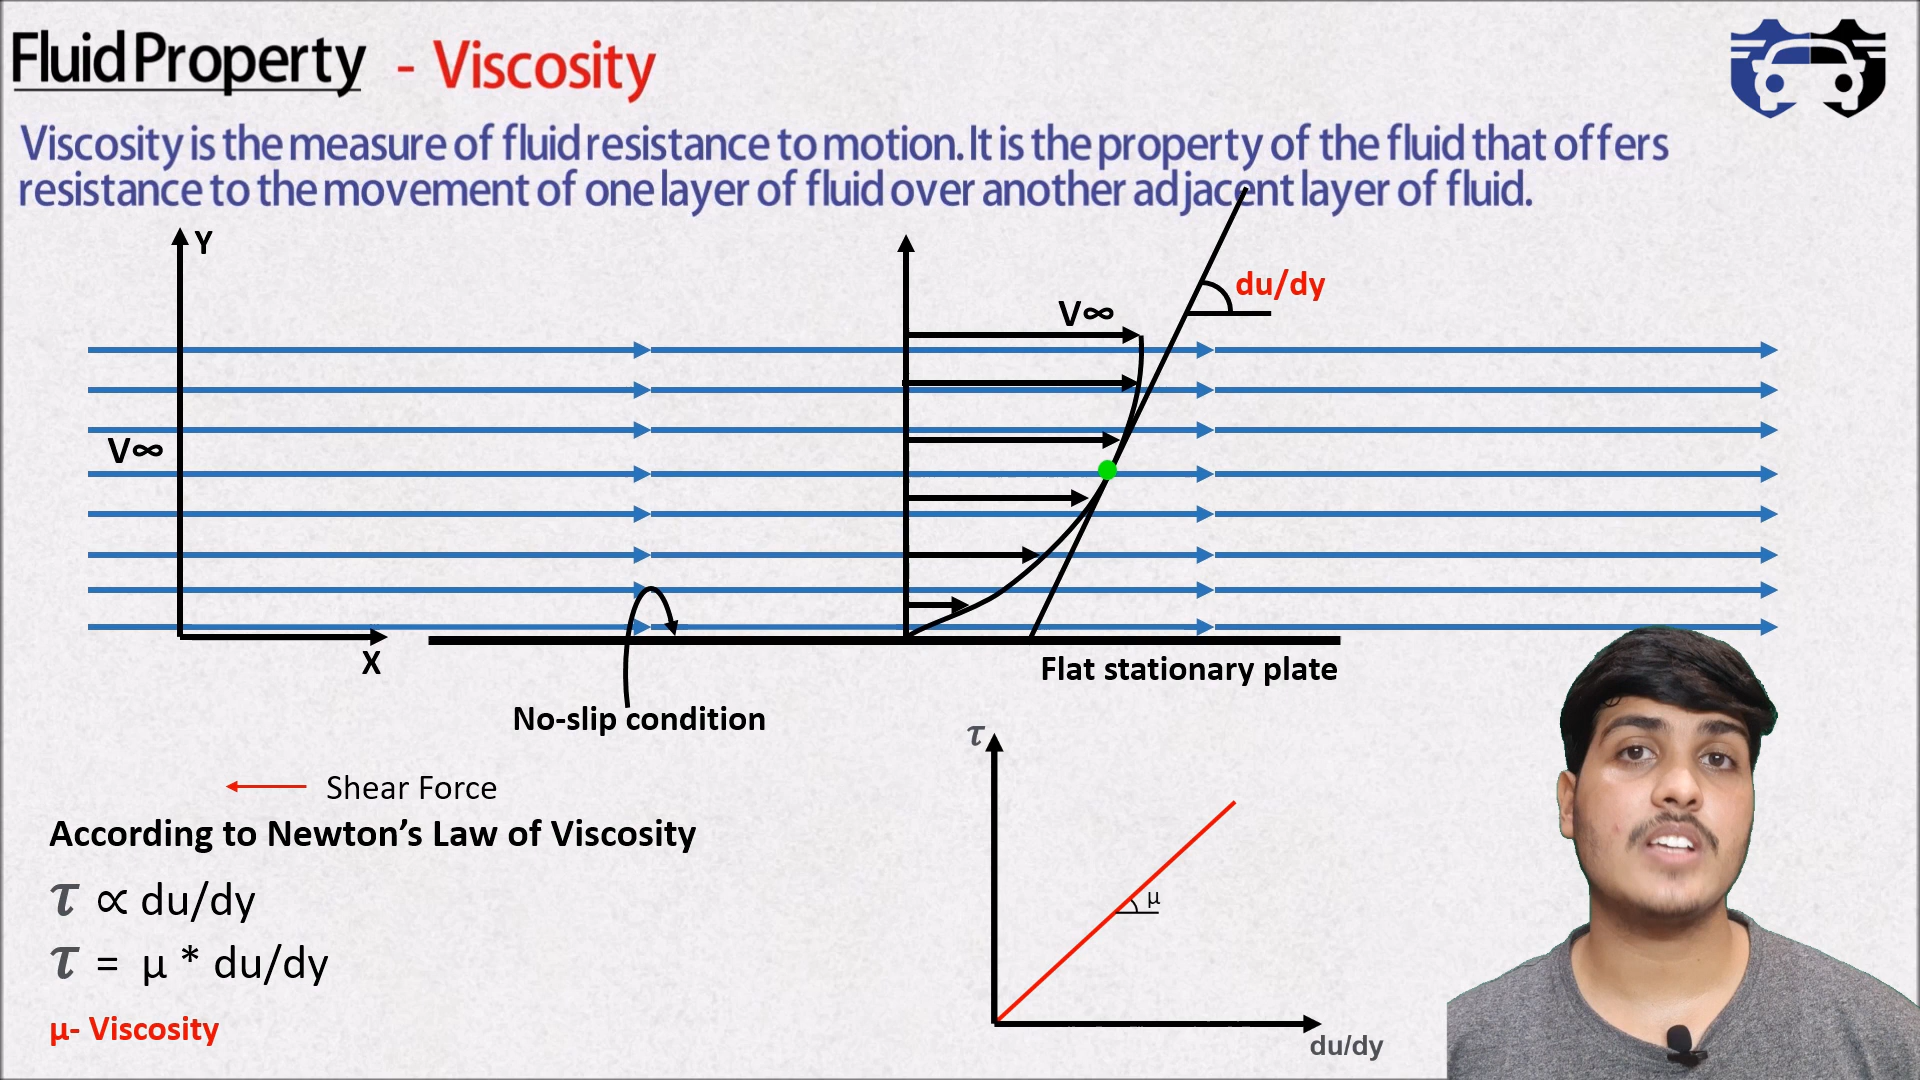 Fluid Property - Viscosity
Viscosity is the measure of fluid resistance to motion. It is the property of the fluid that offers
resistance to the movement of one layer of fluid over another adjacent layer of fluid.
Y
du/dy
V∞
V∞
X
Flat stationary plate
No-slip condition
τ
Shear Force
According to Newton’s Law of Viscosity
τ ∝ du/dy
μ
τ = μ * du/dy
μ- Viscosity
du/dy